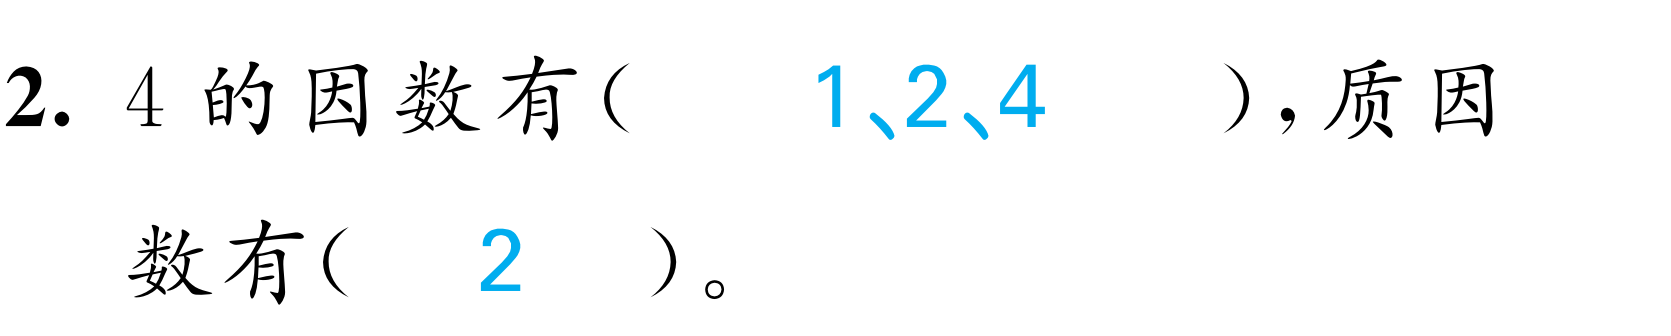 2. 4 的因数有( 1、2、4 ),质因
数有( 2 )。